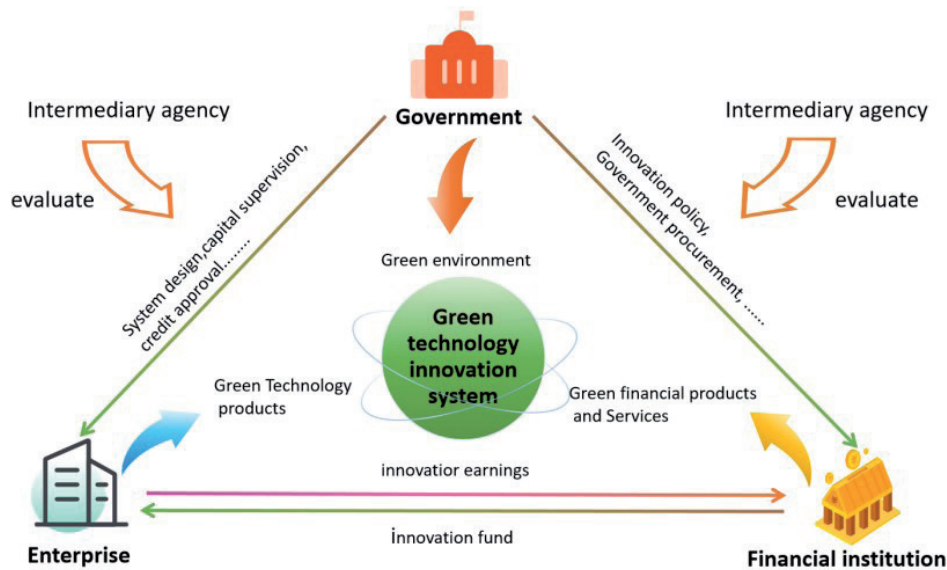 Government
Intermediary agency
Intermediary agency
evaluate
evaluate
System design,capital supervision,
credit approval........
Innovation policy,
Government procurement, ......
Green environment
Green
technology
innovation
system
Green Technology
products
Green financial products
and Services
innovatior earnings
innovation fund
Enterprise
Financial institution